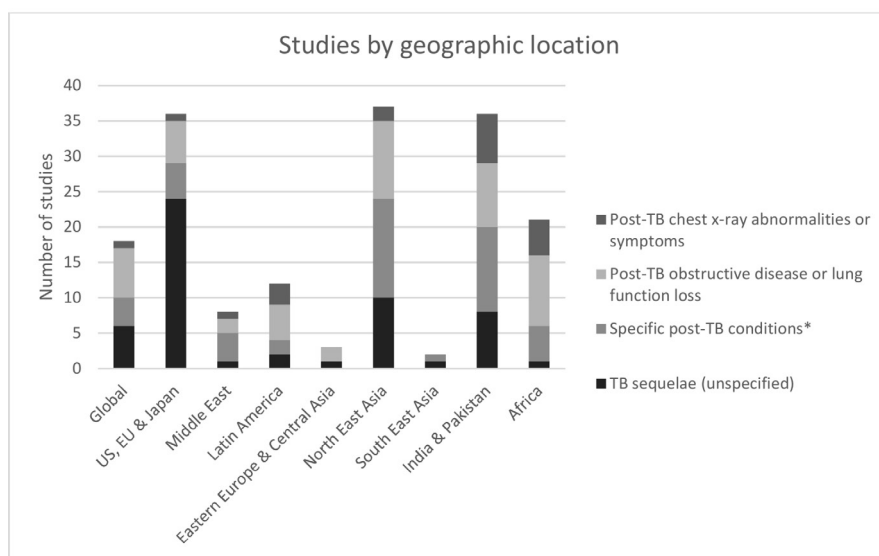 Studies by geographic location
Number of studies
40
35
30
25
20
15
10
5
0
Global
US, EU & Japan
Middle East
Latin America
Eastern Europe & Central Asia
North East Asia
South East Asia
India & Pakistan
Africa
Post-TB chest x-ray abnormalities or
symptoms
Post-TB obstructive disease or lung
function loss
Specific post-TB conditions*
TB sequelae (unspecified)